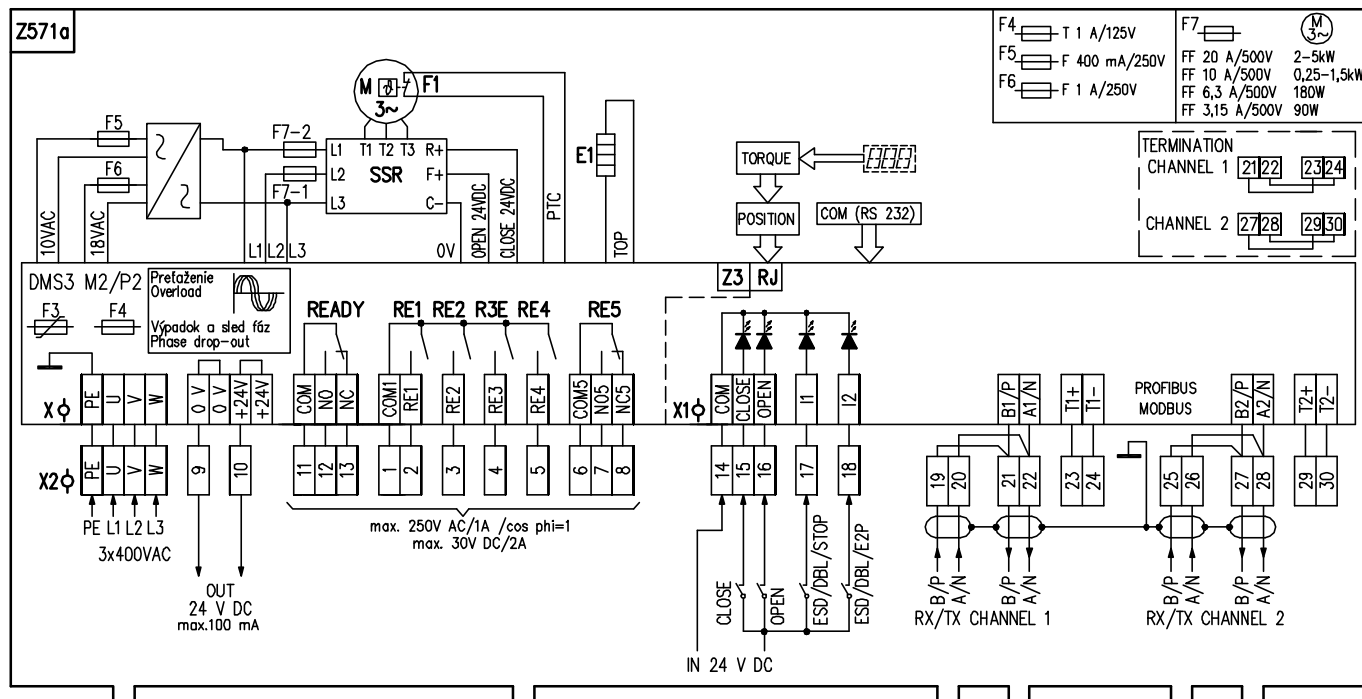 Z571a
F4 T 1 A/125V
F5 F 400 mA/250V
F6 F 1 A/250V
F7 M 3~
FF 20 A/500V 2-5kW
FF 10 A/500V 0,25-1,5kW
FF 6,3 A/500V 180W
FF 3,15 A/500V 90W
M ϑ F1
3~
F5
F6
F7-2
F7-1
L1 T1 T2 T3 R+
L2 SSR F+
L3 C-
E1
TORQUE
POSITION
COM (RS 232)
TERMINATION
CHANNEL 1 21 22 23 24
CHANNEL 2 27 28 29 30
10VAC
18VAC
L1 L2 L3
0V
OPEN 24VDC
CLOSE 24VDC
PTC
TOP
DMS3 M2/P2
F3 F4
Preťaženie
Overload
Výpadok a sled fáz
Phase drop-out
READY RE1 RE2 R3E RE4 RE5
Z3 RJ
X PE U V W
0 V 0 V +24V +24V
COM NO NC
COM1 RE1 RE2 RE3 RE4
COM5 NO5 NC5
X1 COM CLOSE OPEN I1 I2
B1/P A1/N T1+ T1-
PROFIBUS
MODBUS
B2/P A2/N T2+ T2-
X2 PE U V W
9 10
11 12 13
1 2 3 4 5
6 7 8
14 15 16 17 18
19 20 21 22 23 24
25 26 27 28 29 30
PE L1 L2 L3
3x400VAC
OUT
24 V DC
max.100 mA
max. 250V AC/1A /cos phi=1
max. 30V DC/2A
CLOSE
OPEN
ESD/DBL/STOP
ESD/DBL/E2P
IN 24 V DC
B/P A/N B/P A/N
RX/TX CHANNEL 1
B/P A/N B/P A/N
RX/TX CHANNEL 2